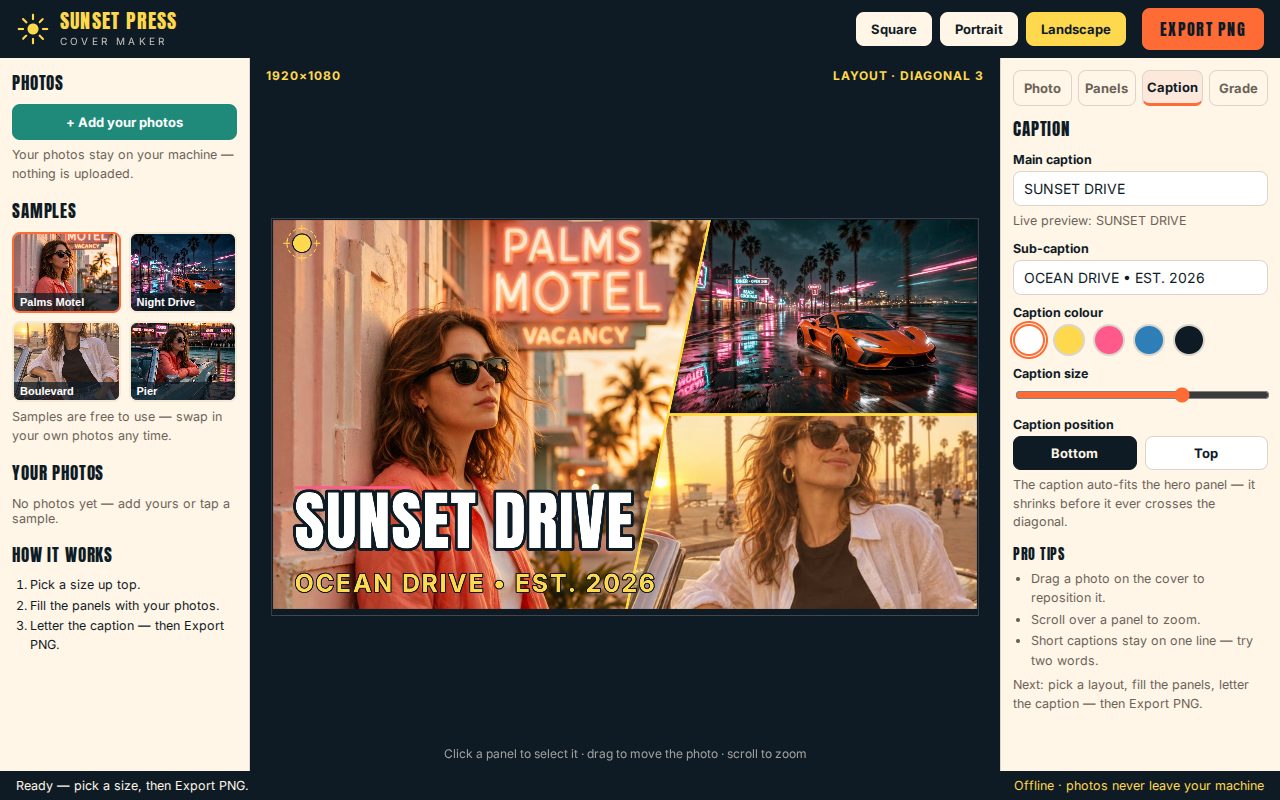 SUNSET PRESS
COVER MAKER
Square
Portrait
Landscape
EXPORT PNG
PHOTOS
+ Add your photos
Your photos stay on your machine —
nothing is uploaded.
SAMPLES
Palms Motel
Night Drive
Boulevard
Pier
Samples are free to use — swap in
your own photos any time.
YOUR PHOTOS
No photos yet — add yours or tap a
sample.
HOW IT WORKS
1. Pick a size up top.
2. Fill the panels with your photos.
3. Letter the caption — then Export
PNG.
1920×1080
LAYOUT · DIAGONAL 3
PALMS
MOTEL
VACANCY
SUNSET DRIVE
OCEAN DRIVE • EST. 2026
Click a panel to select it · drag to move the photo · scroll to zoom
Photo
Panels
Caption
Grade
CAPTION
Main caption
SUNSET DRIVE
Live preview: SUNSET DRIVE
Sub-caption
OCEAN DRIVE • EST. 2026
Caption colour
Caption size
Caption position
Bottom
Top
The caption auto-fits the hero panel — it
shrinks before it ever crosses the
diagonal.
PRO TIPS
• Drag a photo on the cover to
reposition it.
• Scroll over a panel to zoom.
• Short captions stay on one line — try
two words.
Next: pick a layout, fill the panels, letter
the caption — then Export PNG.
Ready — pick a size, then Export PNG.
Offline · photos never leave your machine